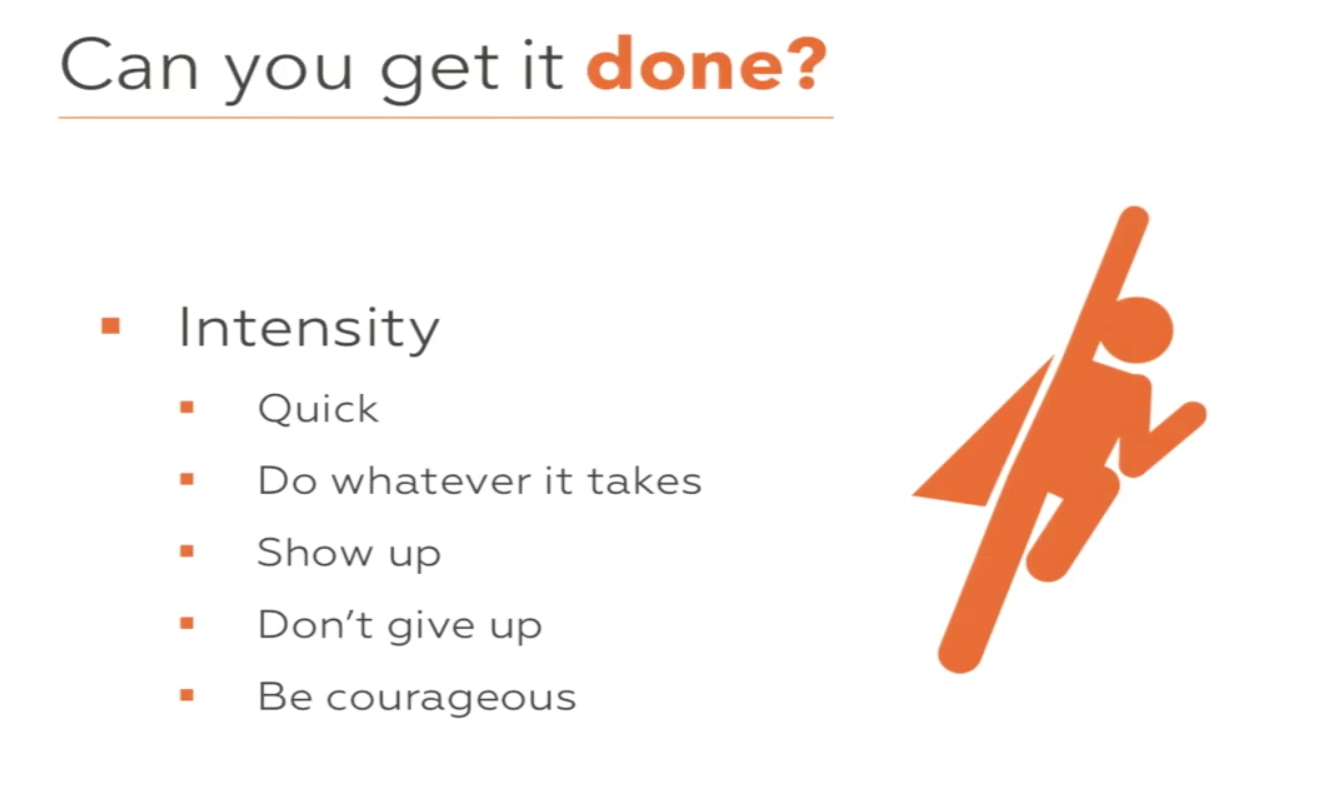 Can you get it done?
Intensity
Quick
Do whatever it takes
Show up
Don't give up
Be courageous